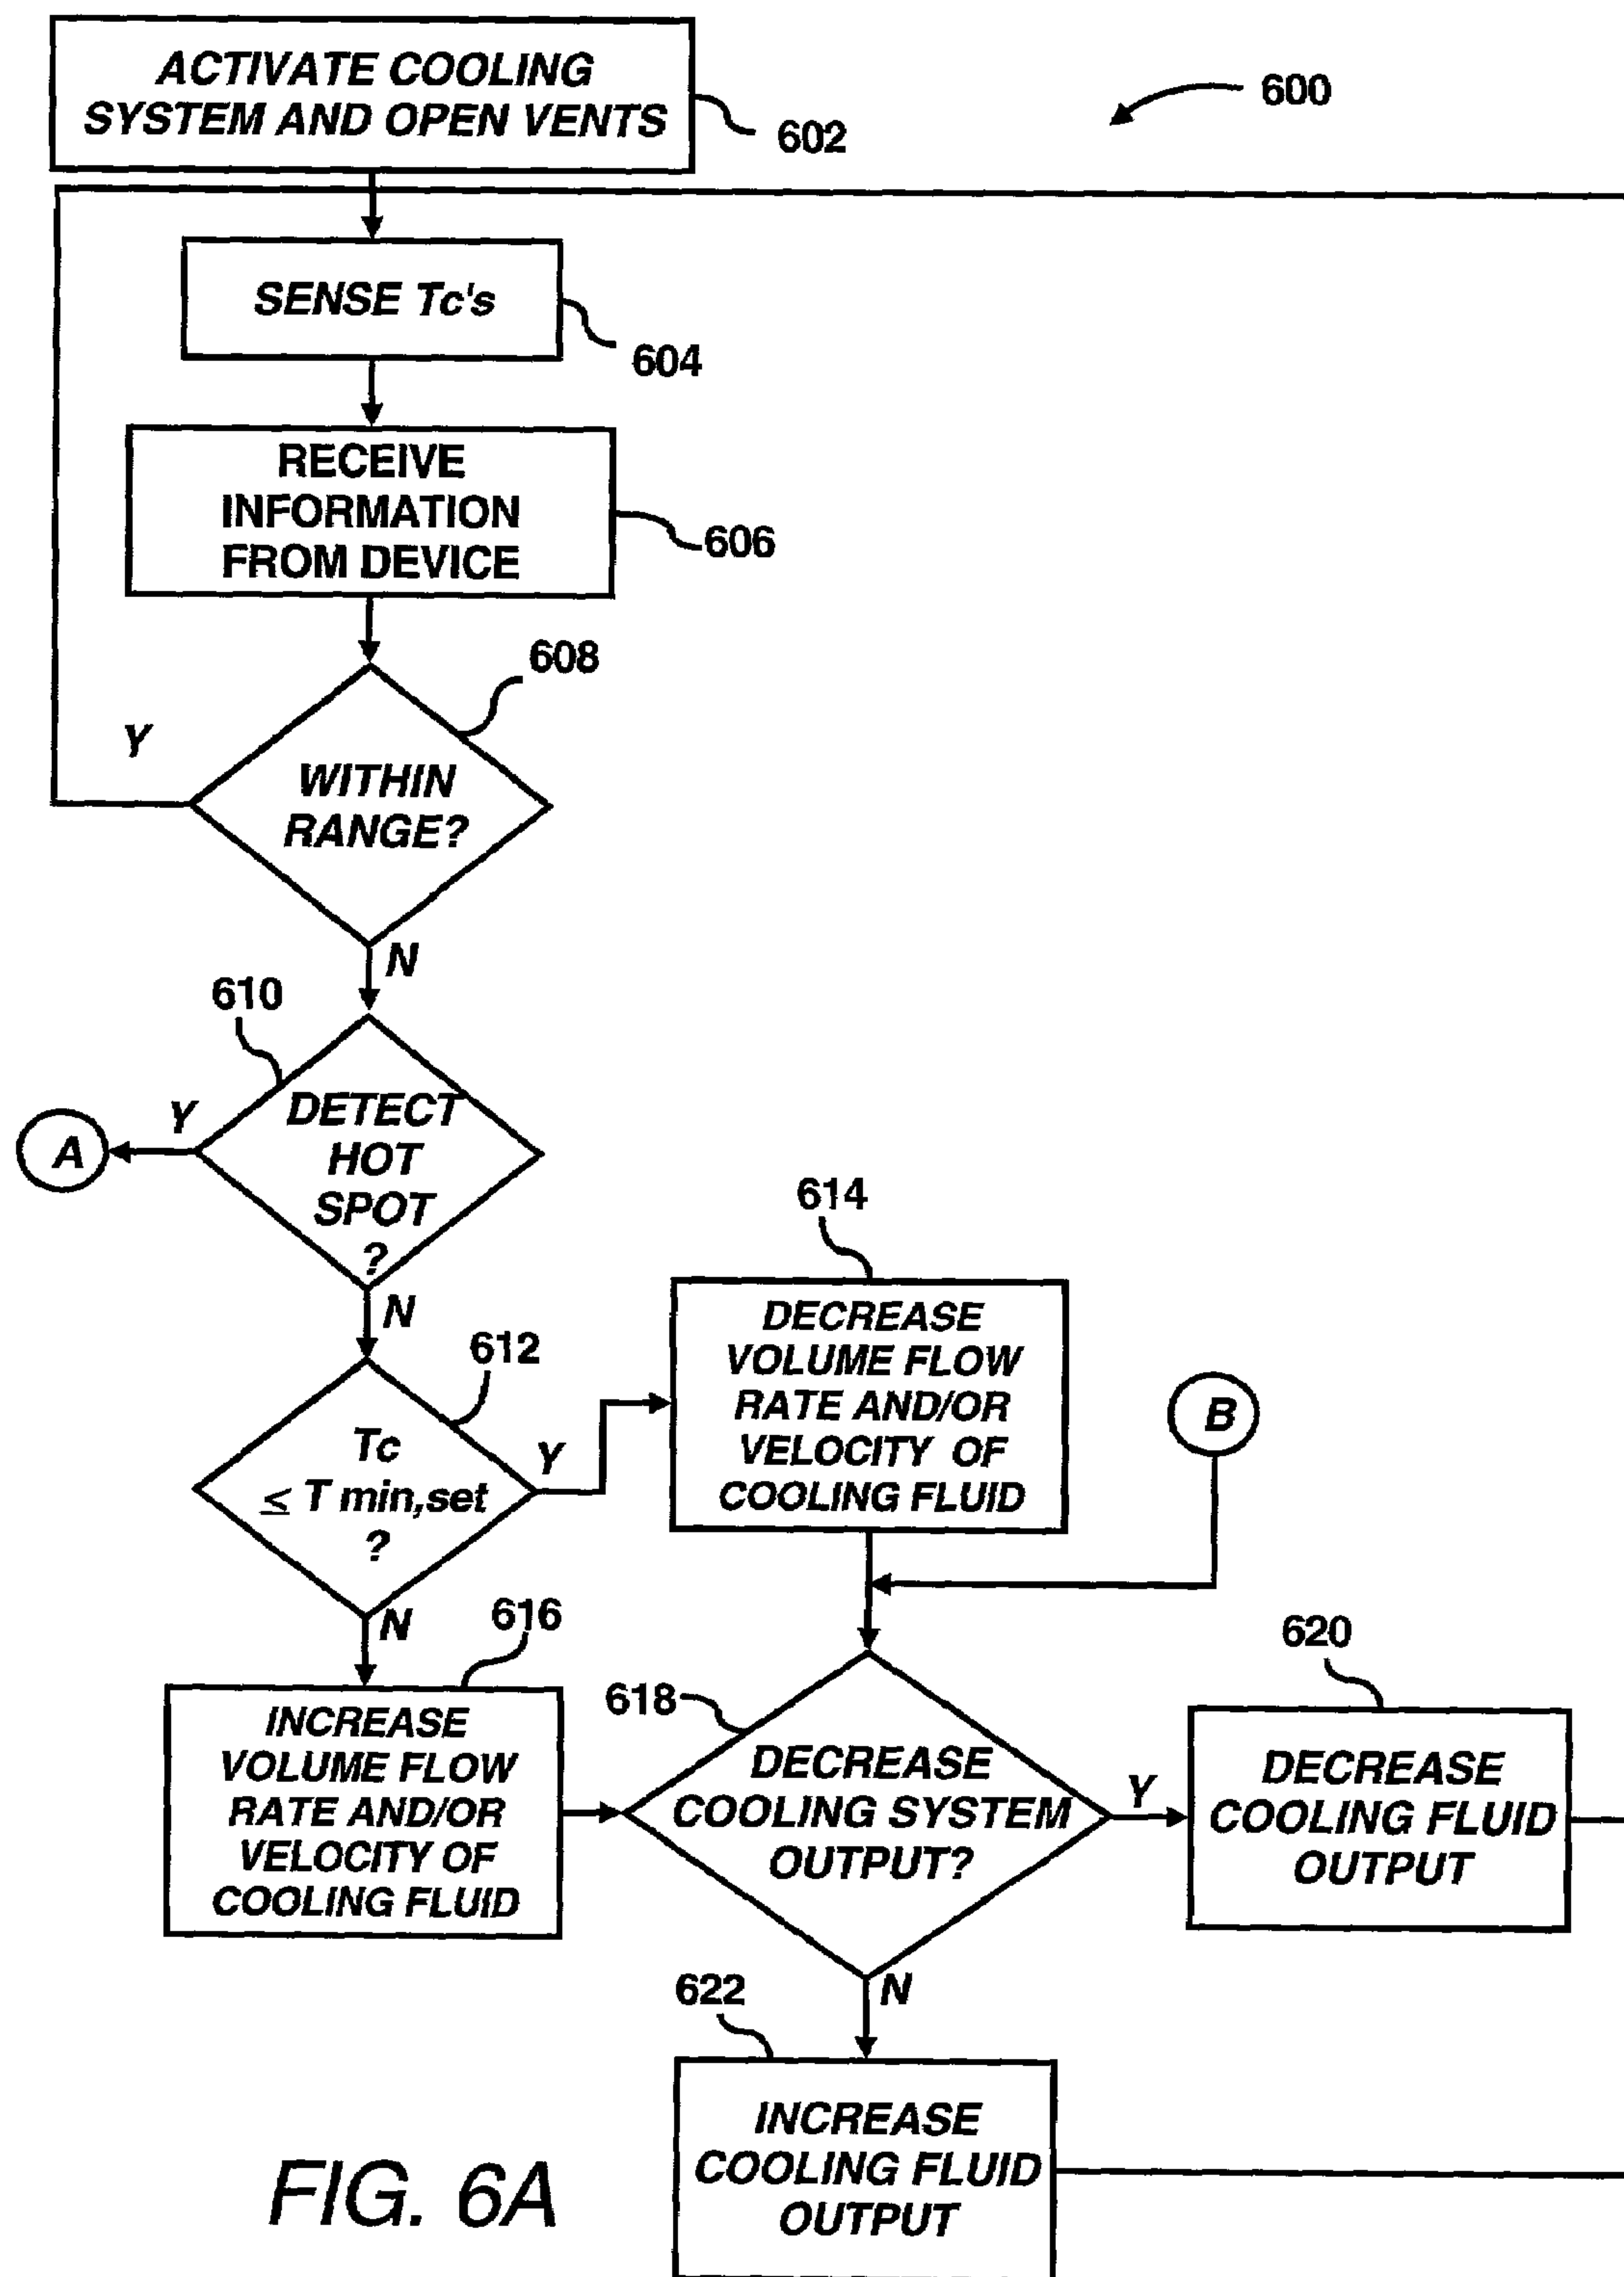 ACTIVATE COOLING
SYSTEM AND OPEN VENTS
602
600
SENSE Tc's
604
RECEIVE
INFORMATION
FROM DEVICE
606
608
Y
WITHIN
RANGE?
N
610
Y
A
DETECT
HOT
SPOT
?
N
612
Tc
≤ T min,set
?
Y
N
614
DECREASE
VOLUME FLOW
RATE AND/OR
VELOCITY OF
COOLING FLUID
B
616
INCREASE
VOLUME FLOW
RATE AND/OR
VELOCITY OF
COOLING FLUID
618
DECREASE
COOLING SYSTEM
OUTPUT?
Y
N
620
DECREASE
COOLING FLUID
OUTPUT
622
INCREASE
COOLING FLUID
OUTPUT
FIG. 6A